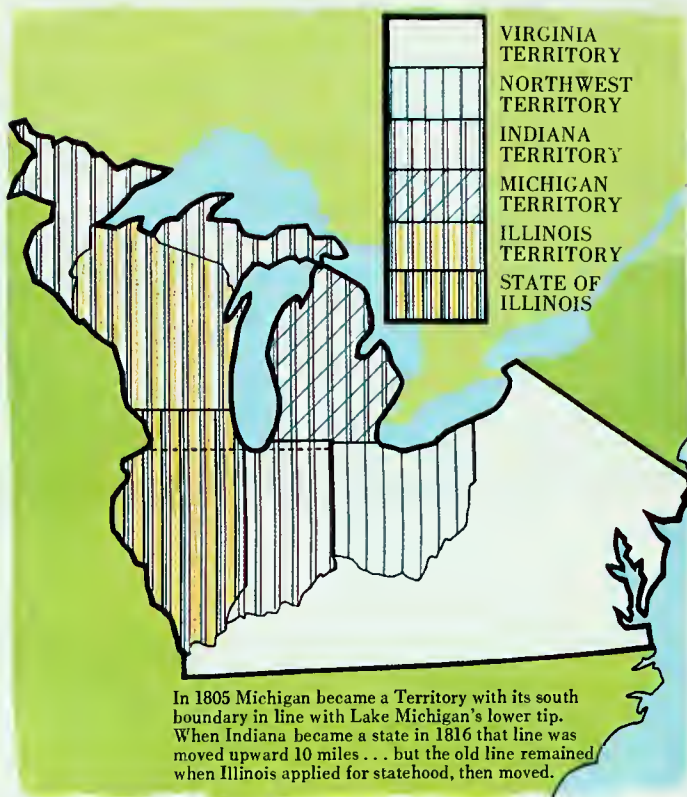 VIRGINIA
TERRITORY
NORTHWEST
TERRITORY
INDIANA
TERRITORY
MICHIGAN
TERRITORY
ILLINOIS
TERRITORY
STATE OF
ILLINOIS
In 1805 Michigan became a Territory with its south
boundary in line with Lake Michigan's lower tip.
When Indiana became a state in 1816 that line was
moved upward 10 miles . . . but the old line remained
when Illinois applied for statehood, then moved.